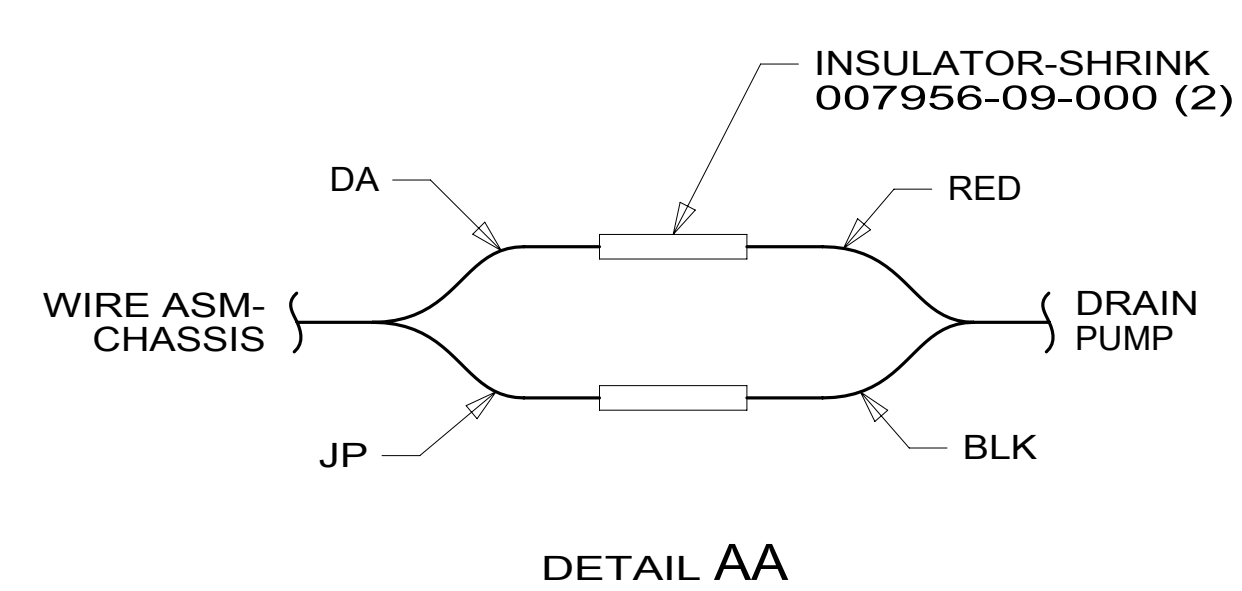 INSULATOR-SHRINK
007956-09-000 (2)
DA
RED
WIRE ASM-
CHASSIS
DRAIN
PUMP
JP
BLK
DETAIL AA